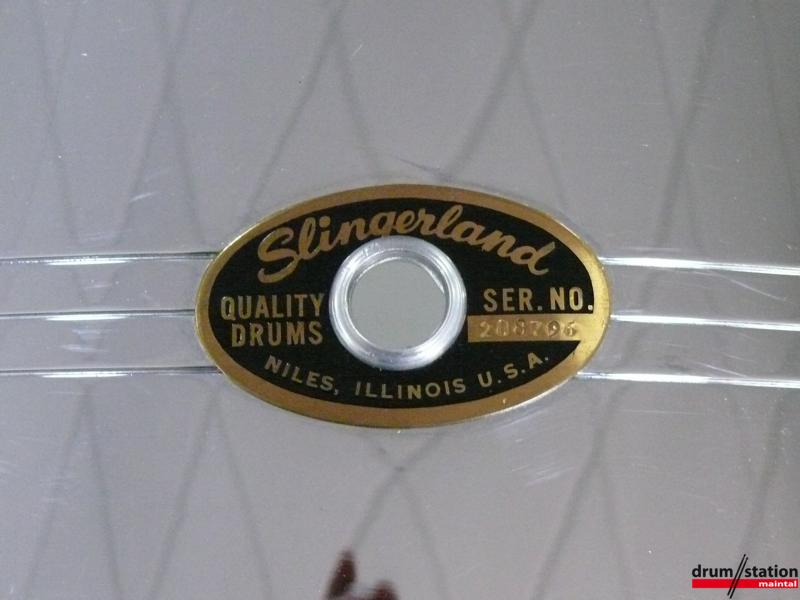 Slingerland
QUALITY
DRUMS
SER. NO.
208796
NILES, ILLINOIS U.S.A.
drum//station
maintal